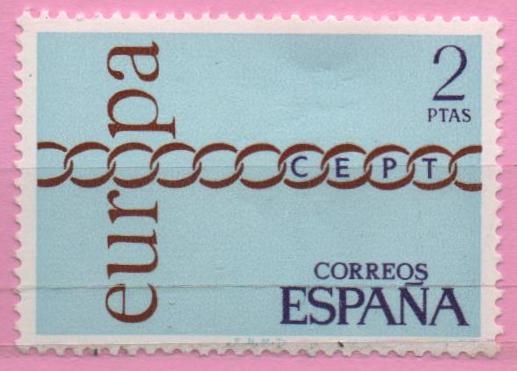 europa
2
PTAS
CEPT
CORREOS
ESPAÑA
F.N.M.T.